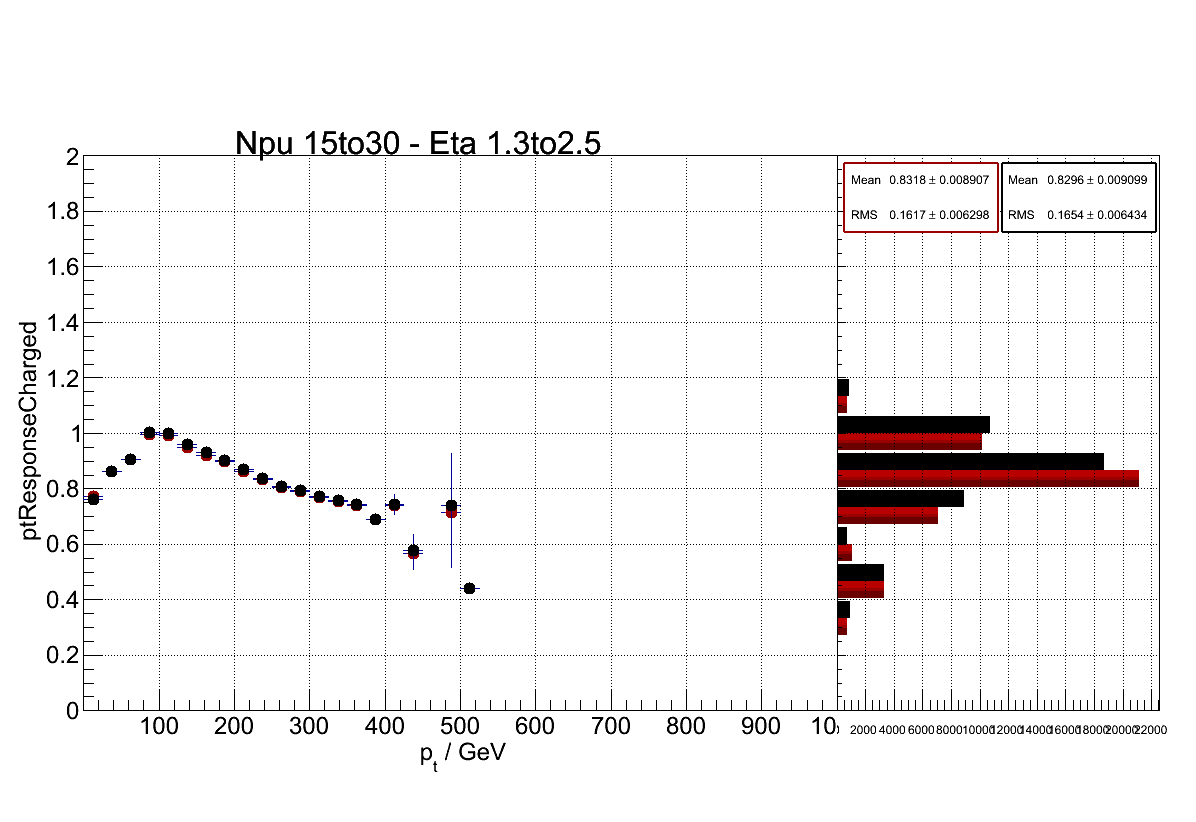 Npu 15to30 - Eta 1.3to2.5
2
1.8
1.6
1.4
1.2
1
0.8
0.6
0.4
0.2
0
ptResponseCharged
100 200 300 400 500 600 700 800 900 10
p_t / GeV
Mean 0.8318 ± 0.008907
RMS 0.1617 ± 0.006298
Mean 0.8296 ± 0.009099
RMS 0.1654 ± 0.006434
2000 4000 6000 8000 10000 12000 14000 16000 18000 20000 22000